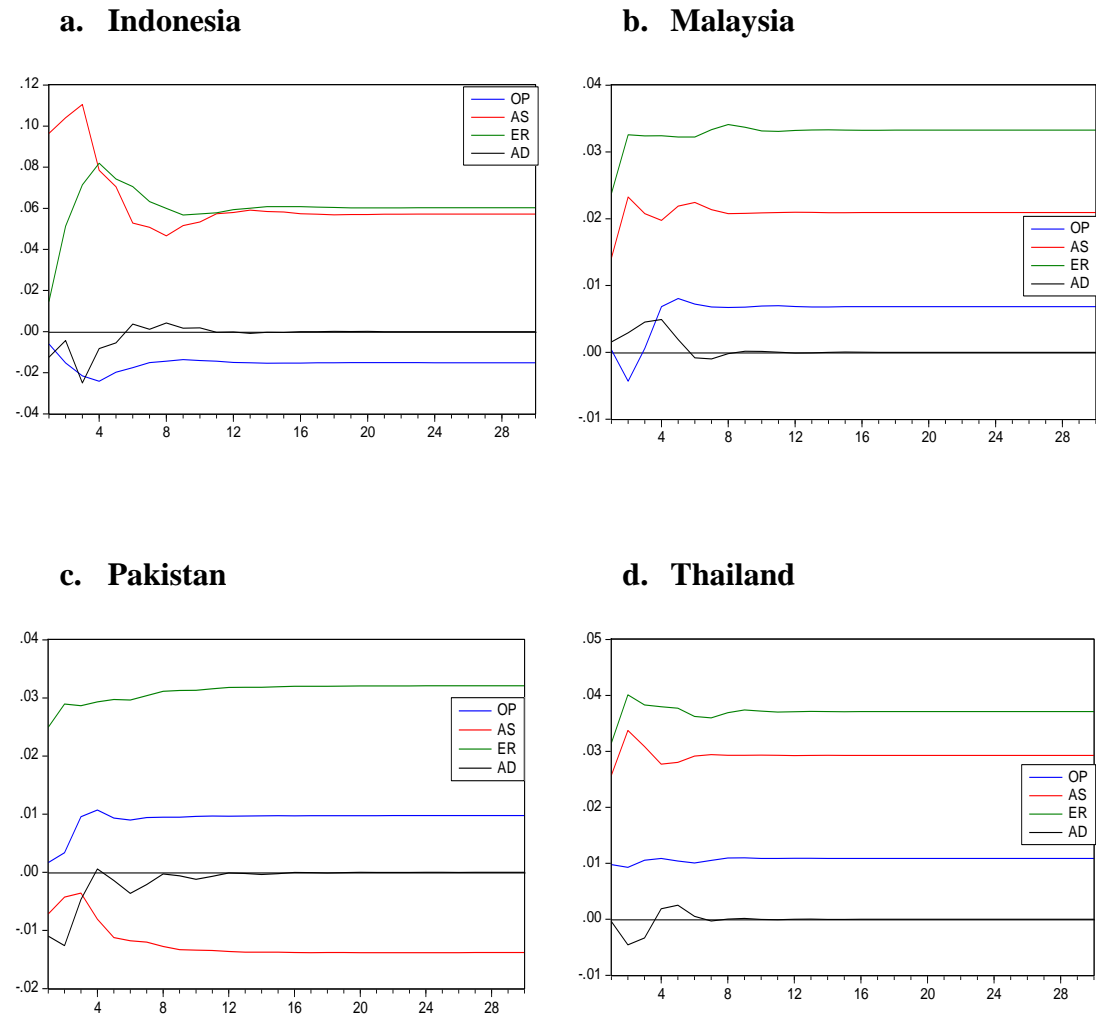 a. Indonesia
.12
.10
.08
.06
.04
.02
.00
-.02
-.04
4 8 12 16 20 24 28
OP
AS
ER
AD
b. Malaysia
.04
.03
.02
.01
.00
-.01
4 8 12 16 20 24 28
OP
AS
ER
AD
c. Pakistan
.04
.03
.02
.01
.00
-.01
-.02
4 8 12 16 20 24 28
OP
AS
ER
AD
d. Thailand
.05
.04
.03
.02
.01
.00
-.01
4 8 12 16 20 24 28
OP
AS
ER
AD